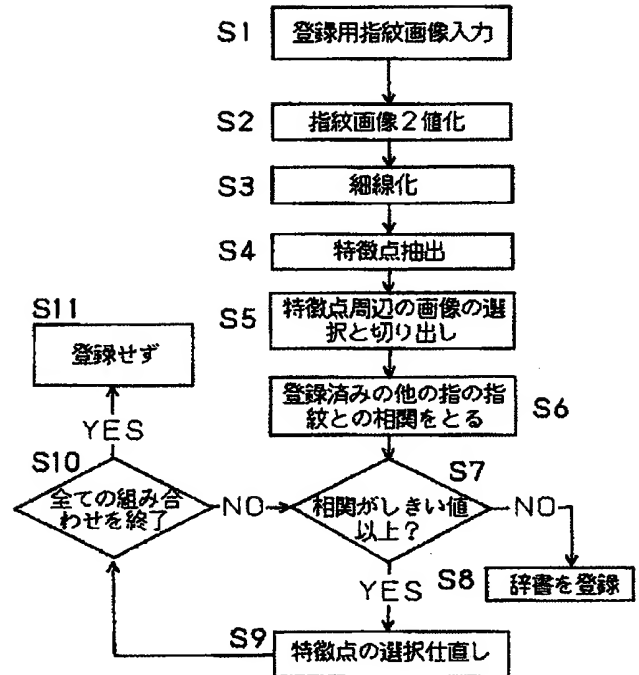 S1
登録用指紋画像入力
S2
指紋画像2値化
S3
細線化
S4
特徴点抽出
S5
特徴点周辺の画像の選
択と切り出し
登録済みの他の指の指
紋との相関をとる
S6
S7
相関がしきい値
以上?
NO
S8
辞書を登録
YES
S9
特徴点の選択仕直し
S10
全ての組み合
わせを終了
NO
YES
S11
登録せず